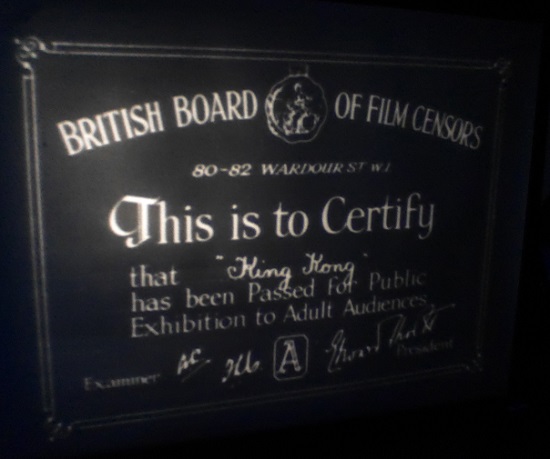 BRITISH BOARD OF FILM CENSORS
80-82 WARDOUR ST W.1
This is to Certify
that "King Kong"
has been Passed for Public
Exhibition to Adult Audiences
A
Examiner President